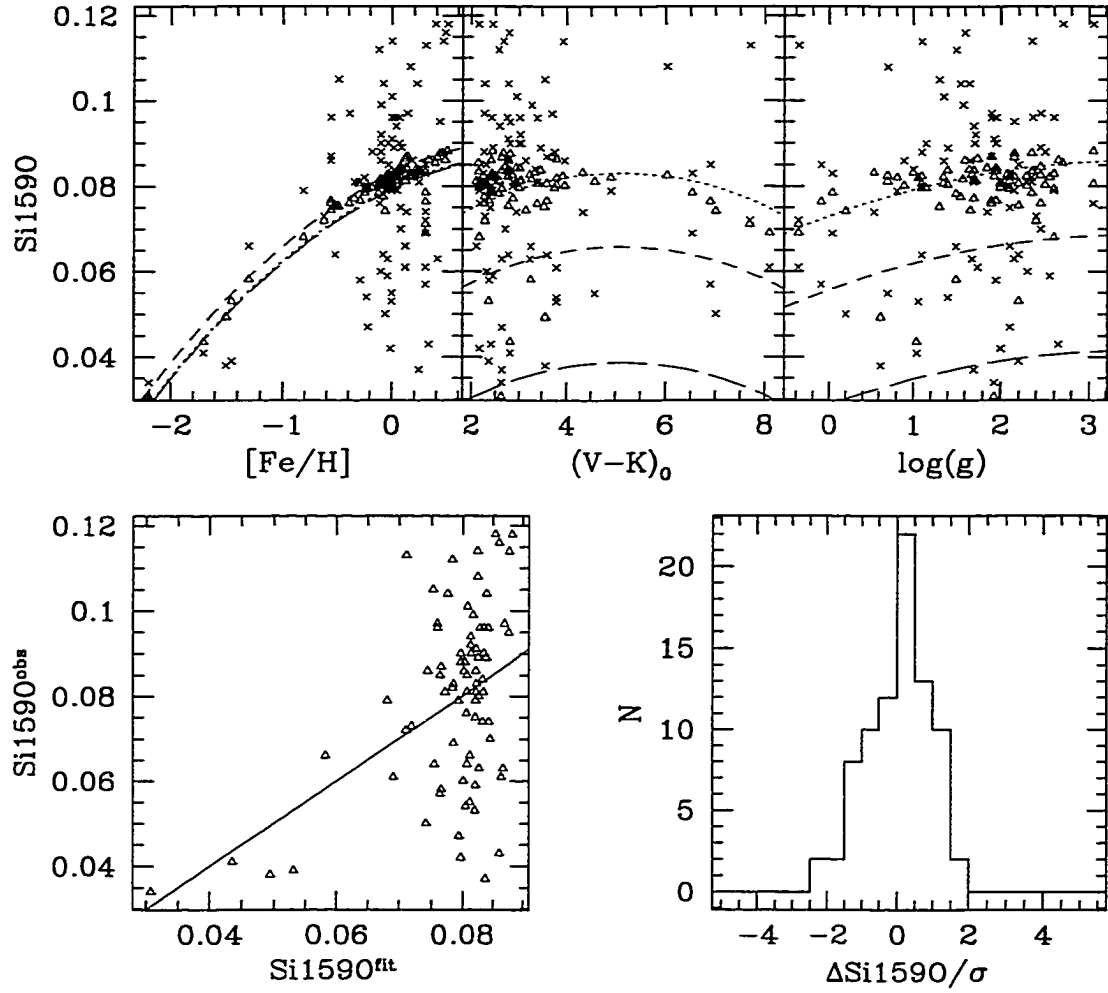 0.12
0.1
0.08
0.06
0.04
Si1590
−2 −1 0 2 4 6 8 0 1 2 3
[Fe/H] (V−K)₀ log(g)
0.12
0.1
0.08
0.06
0.04
Si1590ᵒᵇˢ
0.04 0.06 0.08
Si1590ᶠⁱᵗ
20
15
10
5
0
N
−4 −2 0 2 4
ΔSi1590/σ